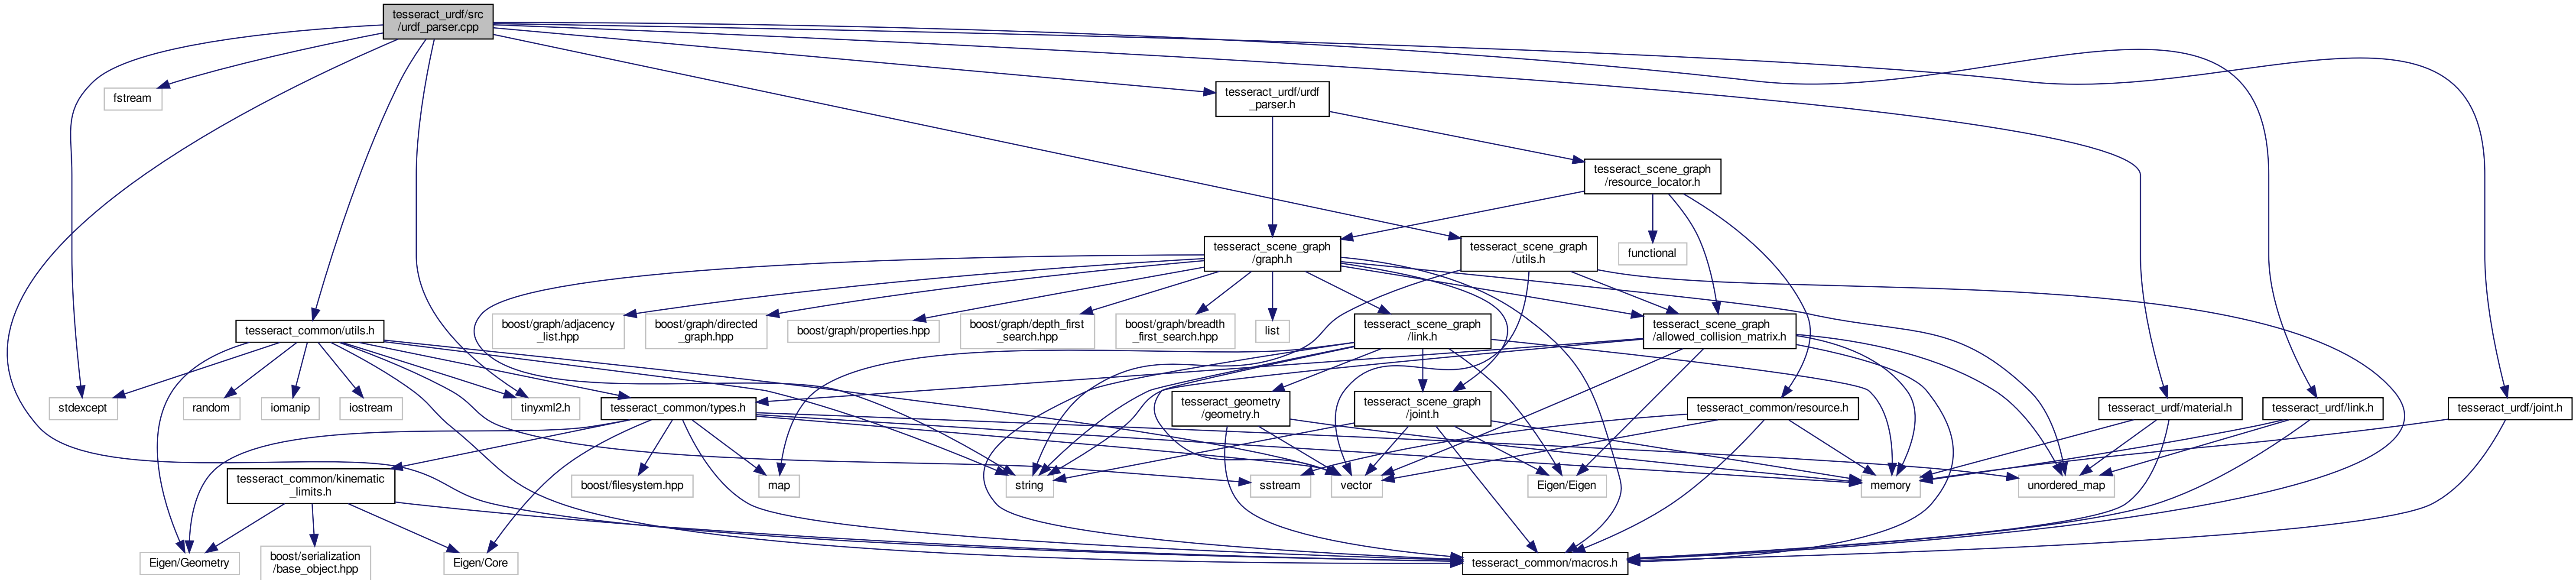 tesseract_urdf/src
/urdf_parser.cpp
fstream
tesseract_urdf/urdf
_parser.h
tesseract_scene_graph
/resource_locator.h
tesseract_scene_graph
/graph.h
tesseract_scene_graph
/utils.h
functional
tesseract_common/utils.h
boost/graph/adjacency
_list.hpp
boost/graph/directed
_graph.hpp
boost/graph/properties.hpp
boost/graph/depth_first
_search.hpp
boost/graph/breadth
_first_search.hpp
list
tesseract_scene_graph
/link.h
tesseract_scene_graph
/allowed_collision_matrix.h
stdexcept
random
iomanip
iostream
tinyxml2.h
tesseract_common/types.h
tesseract_geometry
/geometry.h
tesseract_scene_graph
/joint.h
tesseract_common/resource.h
tesseract_urdf/material.h
tesseract_urdf/link.h
tesseract_urdf/joint.h
tesseract_common/kinematic
_limits.h
boost/filesystem.hpp
map
string
sstream
vector
Eigen/Eigen
memory
unordered_map
Eigen/Geometry
boost/serialization
/base_object.hpp
Eigen/Core
tesseract_common/macros.h